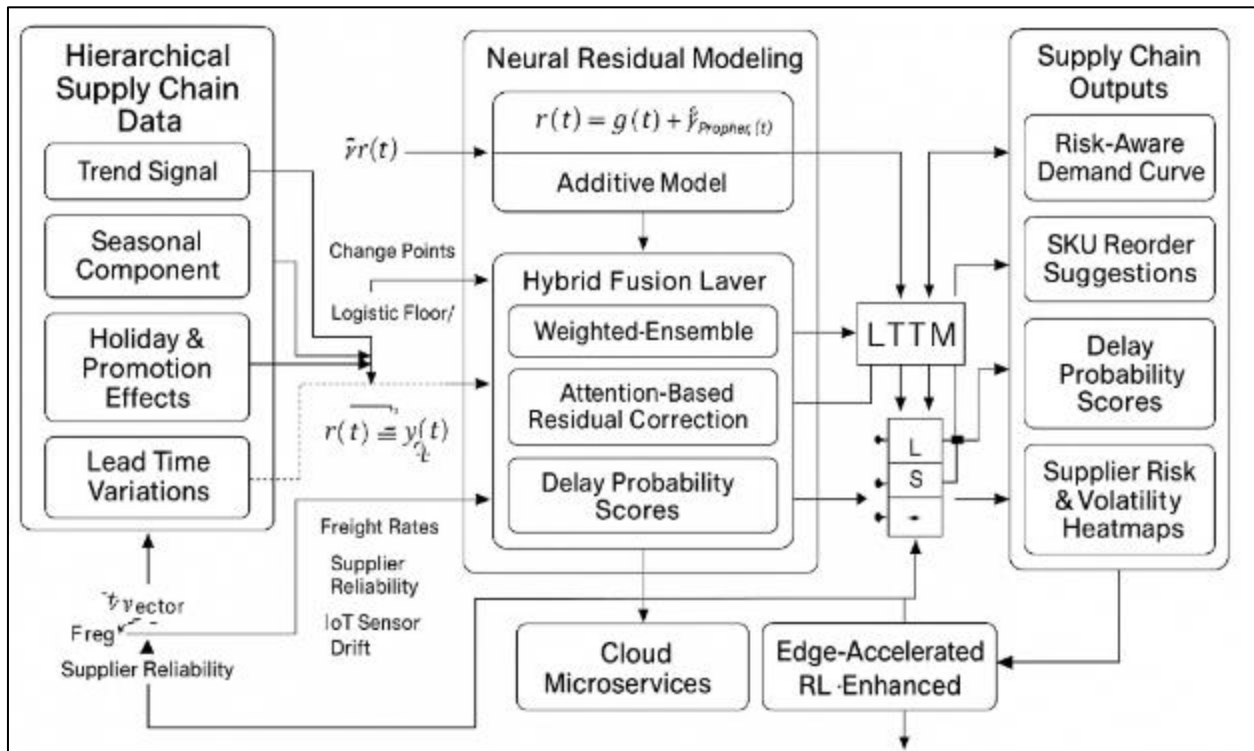 Hierarchical
Supply Chain
Data
Trend Signal
Seasonal
Component
Holiday &
Promotion
Effects
Lead Time
Variations
vector
Freg
Supplier Reliability
r(t)
Change Points
Logistic Floor/
r(t) = y(t)
Freight Rates
Supplier
Reliability
IoT Sensor
Drift
Neural Residual Modeling
r(t) = g(t) + ŷPropher,(t)
Additive Model
Hybrid Fusion Laver
Weighted-Ensemble
Attention-Based
Residual Correction
Delay Probability
Scores
Cloud
Microservices
LTTM
L
S
Edge-Accelerated
RL ·Enhanced
Supply Chain
Outputs
Risk-Aware
Demand Curve
SKU Reorder
Suggestions
Delay
Probability
Scores
Supplier Risk
& Volatility
Heatmaps